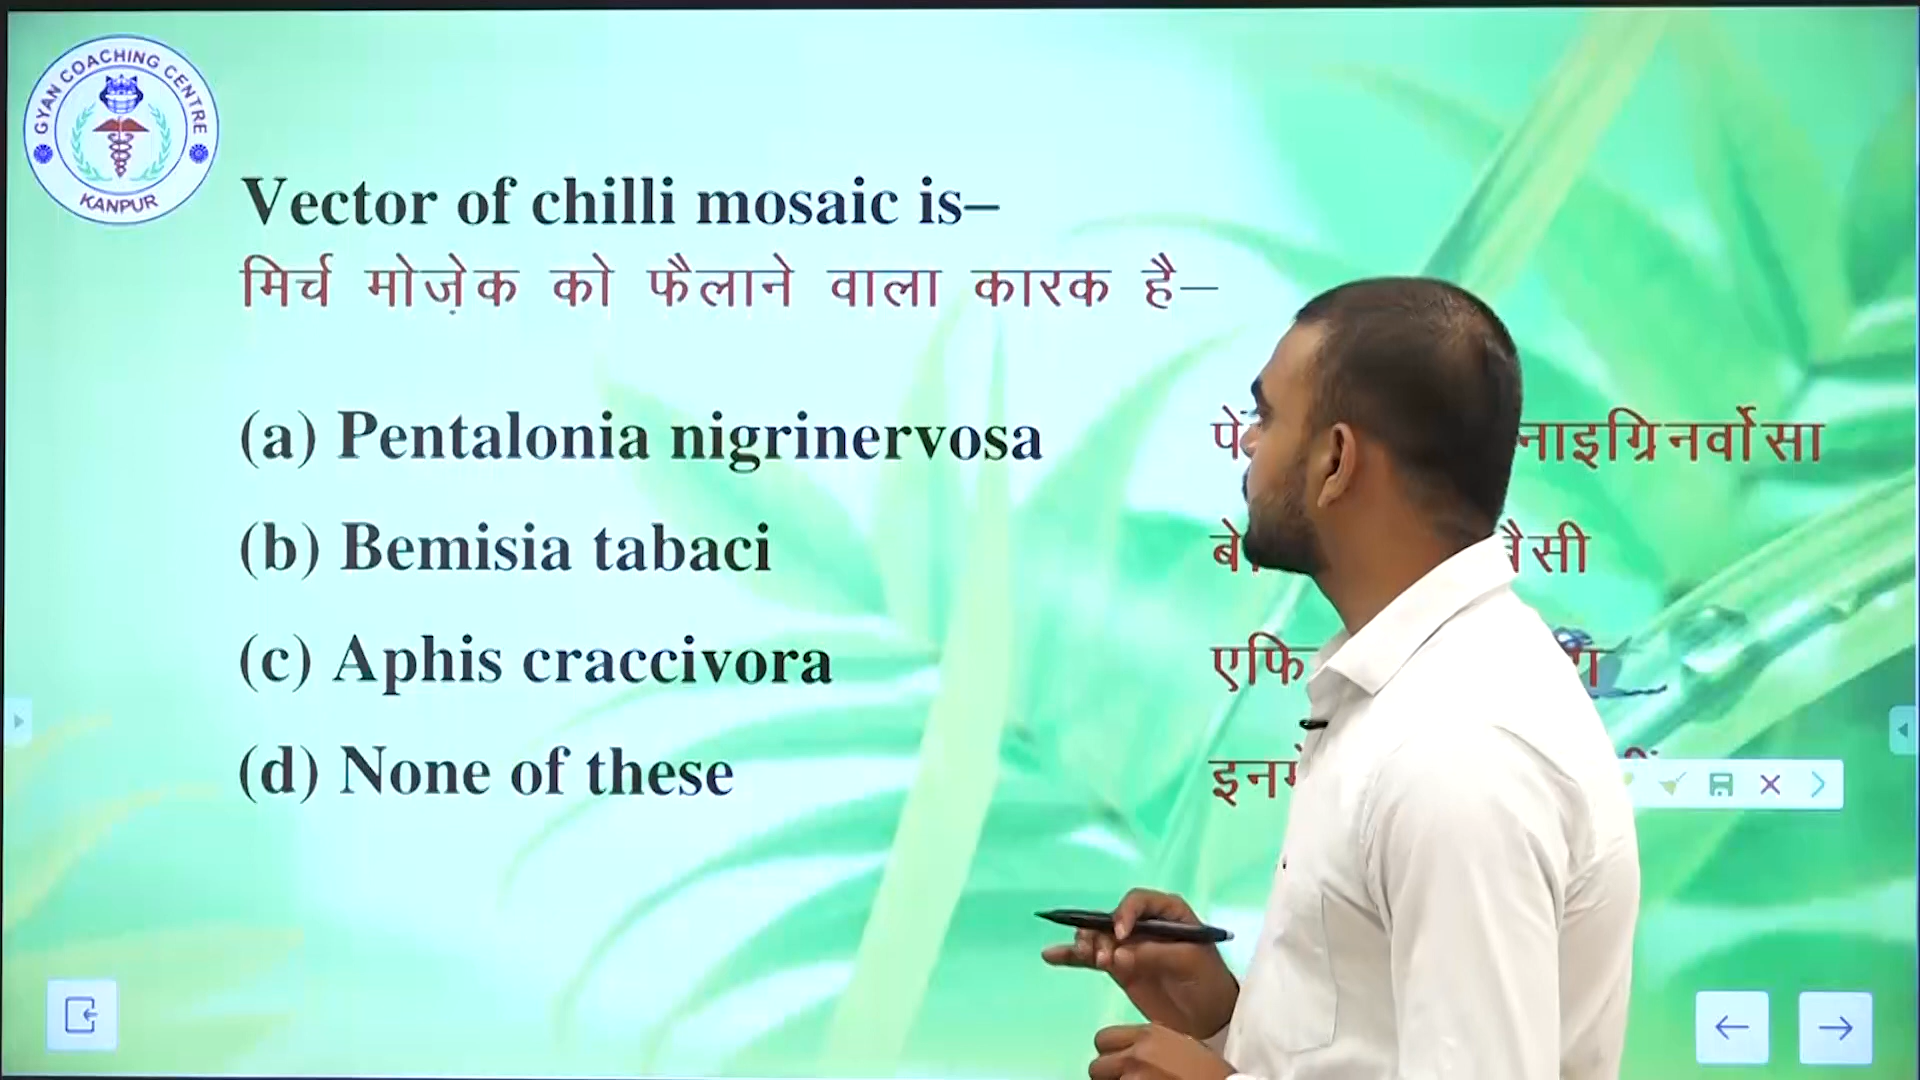 GYAN COACHING CENTRE
KANPUR
Vector of chilli mosaic is–
मिर्च मोज़ेक को फैलाने वाला कारक है–
(a) Pentalonia nigrinervosa
(b) Bemisia tabaci
(c) Aphis craccivora
(d) None of these